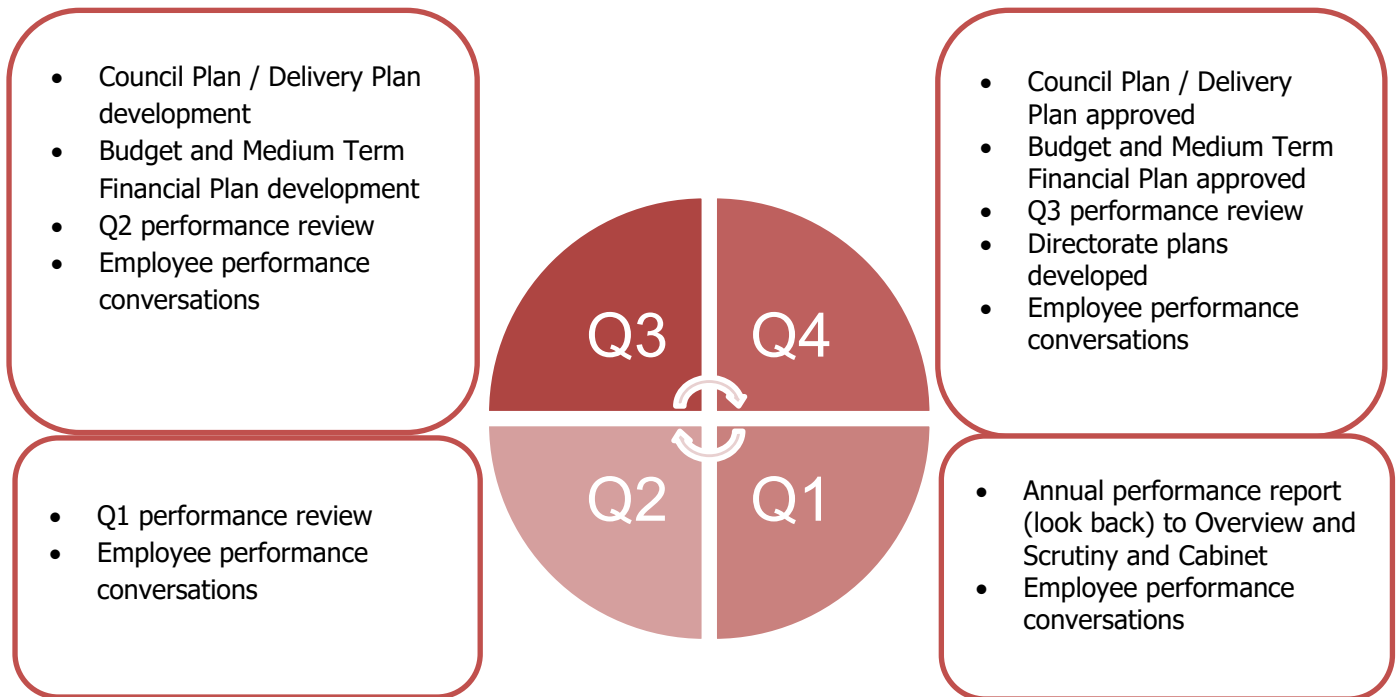 • Council Plan / Delivery Plan
development
• Budget and Medium Term
Financial Plan development
• Q2 performance review
• Employee performance
conversations
• Council Plan / Delivery
Plan approved
• Budget and Medium Term
Financial Plan approved
• Q3 performance review
• Directorate plans
developed
• Employee performance
conversations
Q3
Q4
Q2
Q1
• Q1 performance review
• Employee performance
conversations
• Annual performance report
(look back) to Overview and
Scrutiny and Cabinet
• Employee performance
conversations